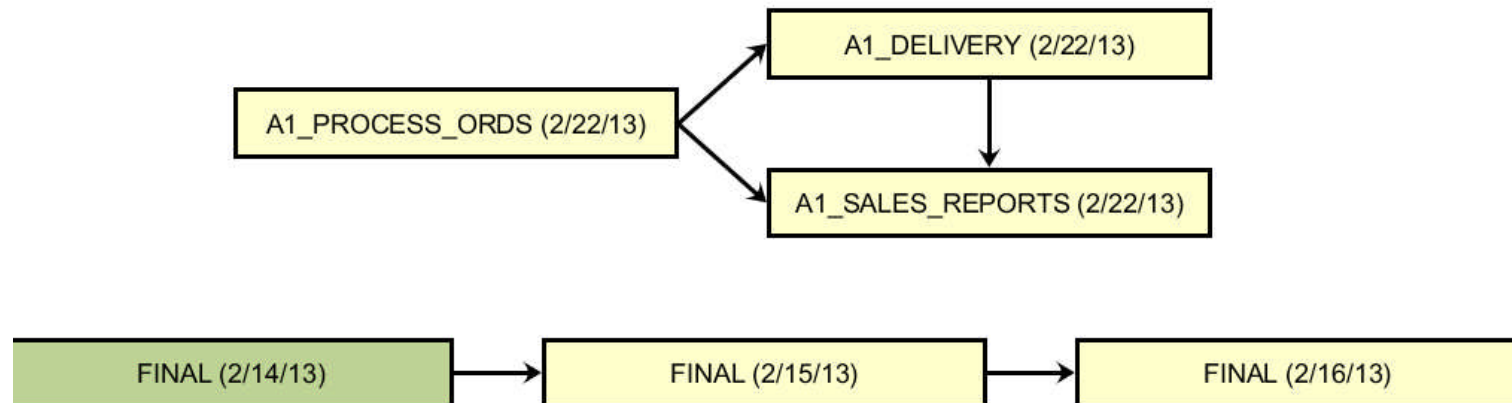 A1_DELIVERY (2/22/13)
A1_PROCESS_ORDS (2/22/13)
A1_SALES_REPORTS (2/22/13)
FINAL (2/14/13)
FINAL (2/15/13)
FINAL (2/16/13)